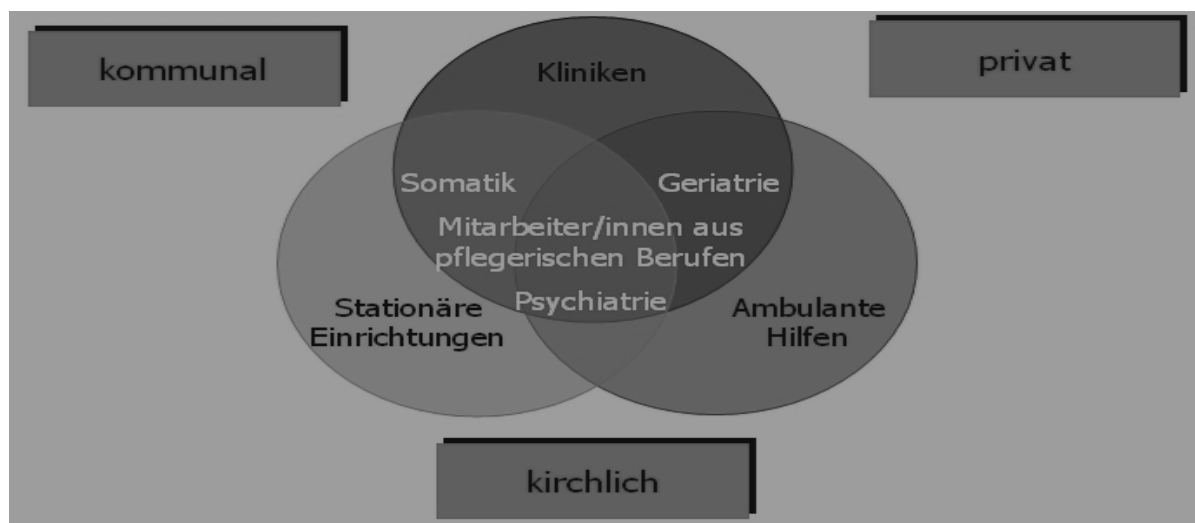 kommunal
privat
Kliniken
Somatik
Geriatrie
Mitarbeiter/innen aus
pflegerischen Berufen
Psychiatrie
Stationäre
Einrichtungen
Ambulante
Hilfen
kirchlich